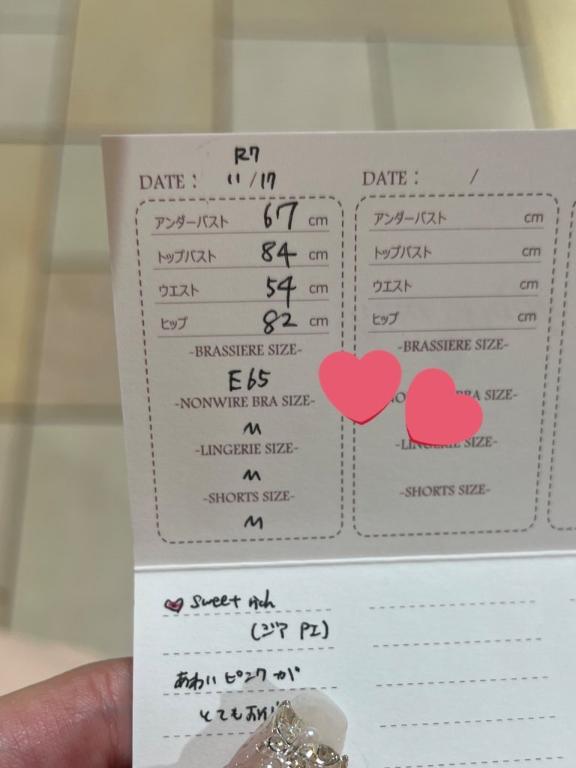 R7
DATE : 11/17
アンダーバスト 67 cm
トップバスト 84 cm
ウエスト 54 cm
ヒップ 82 cm
-BRASSIERE SIZE-
E65
-NONWIRE BRA SIZE-
M
-LINGERIE SIZE-
M
-SHORTS SIZE-
M
DATE : /
アンダーバスト cm
トップバスト cm
ウエスト cm
ヒップ cm
-BRASSIERE SIZE-
SIZE-
SIZE-
-SHORTS SIZE-
sweet rich
(ジア PI)
あわい ピンクが
とても